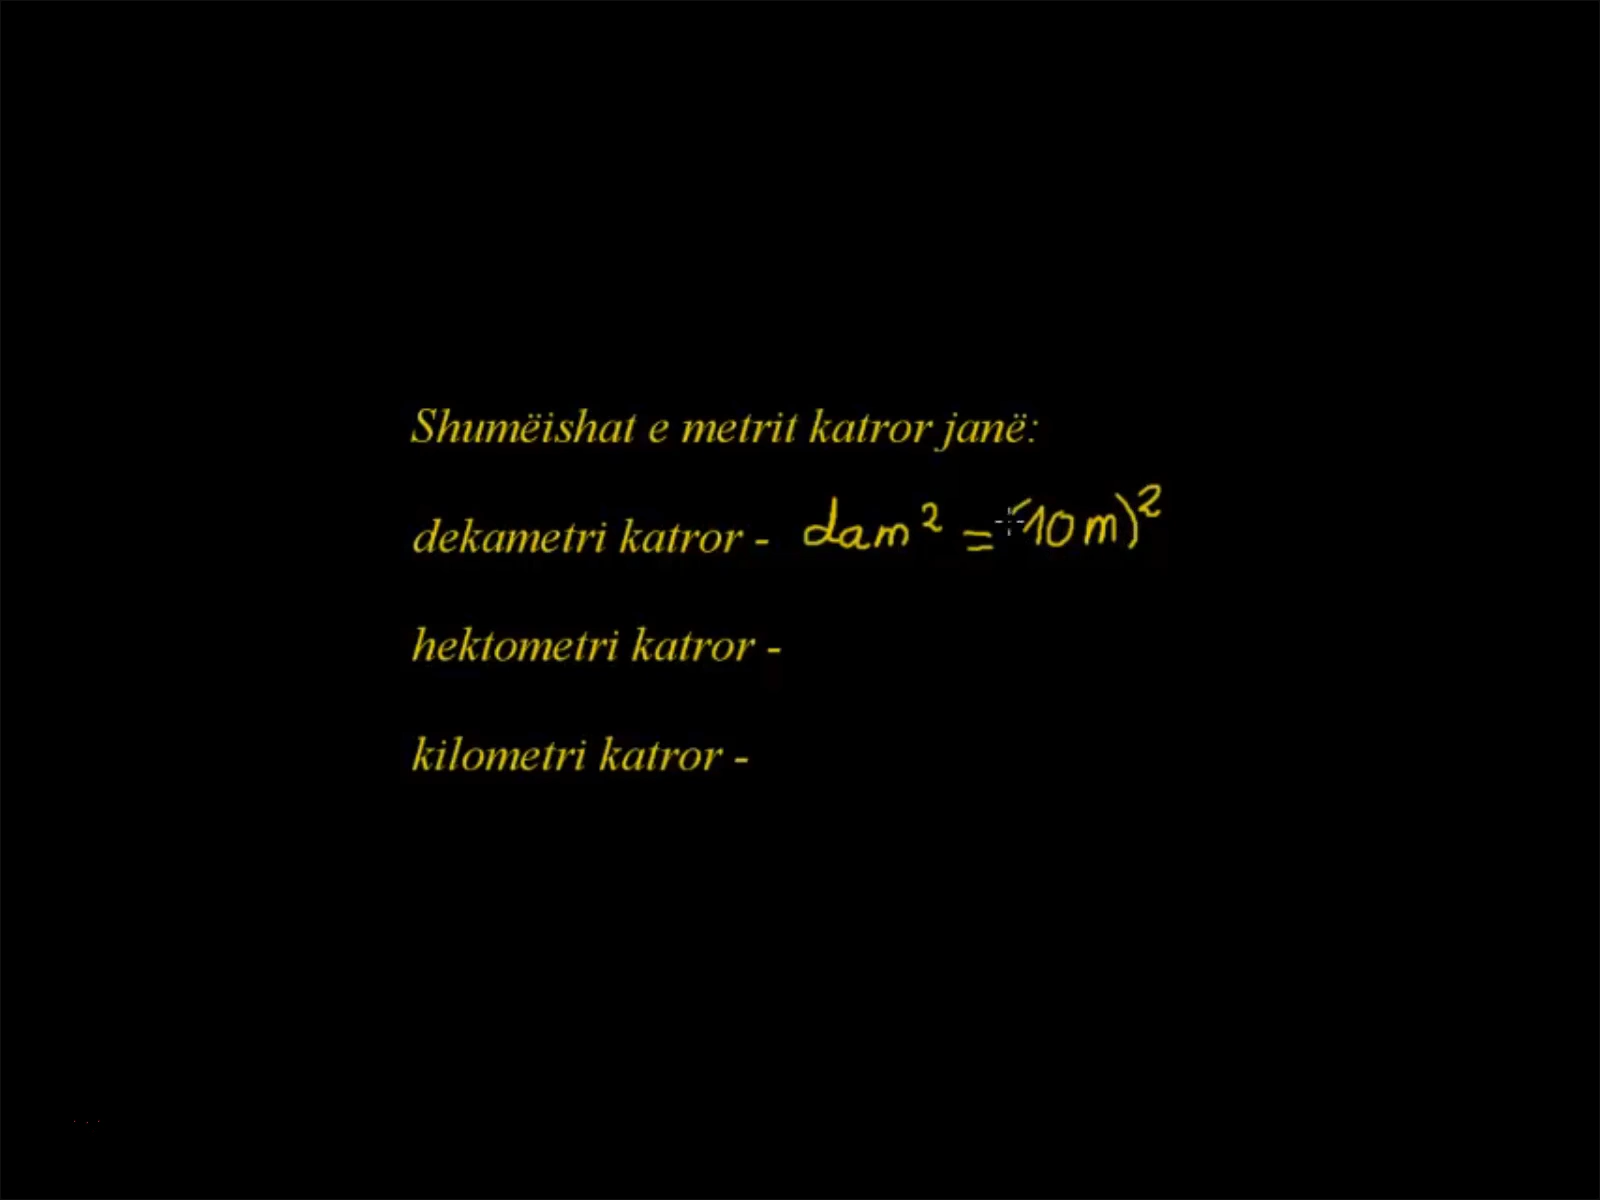 Shumëishat e metrit katror janë:
dekametri katror - dam² = (10 m)²
hektometri katror -
kilometri katror -